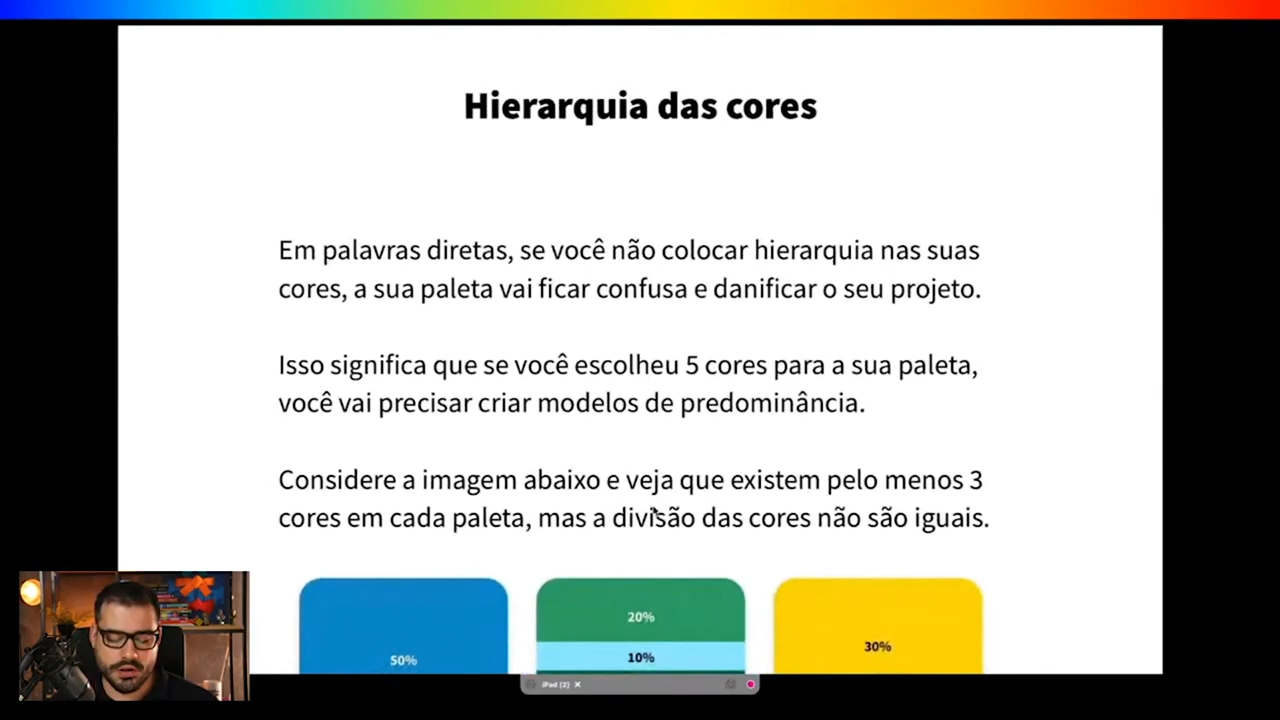 Hierarquia das cores
Em palavras diretas, se você não colocar hierarquia nas suas
cores, a sua paleta vai ficar confusa e danificar o seu projeto.
Isso significa que se você escolheu 5 cores para a sua paleta,
você vai precisar criar modelos de predominância.
Considere a imagem abaixo e veja que existem pelo menos 3
cores em cada paleta, mas a divisão das cores não são iguais.
50%
20%
10%
30%
iPad (2)